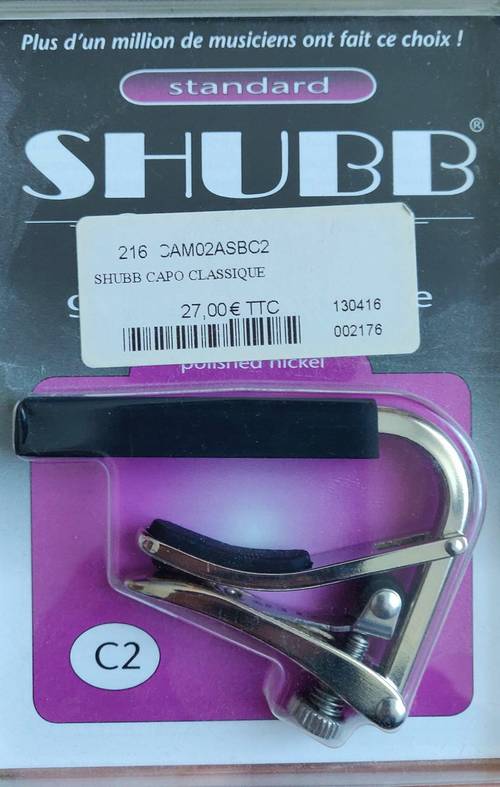 Plus d'un million de musiciens ont fait ce choix !
standard
SHUBB®
216 CAM02ASBC2
SHUBB CAPO CLASSIQUE
27,00 € TTC 130416
002176
polished nickel
C2